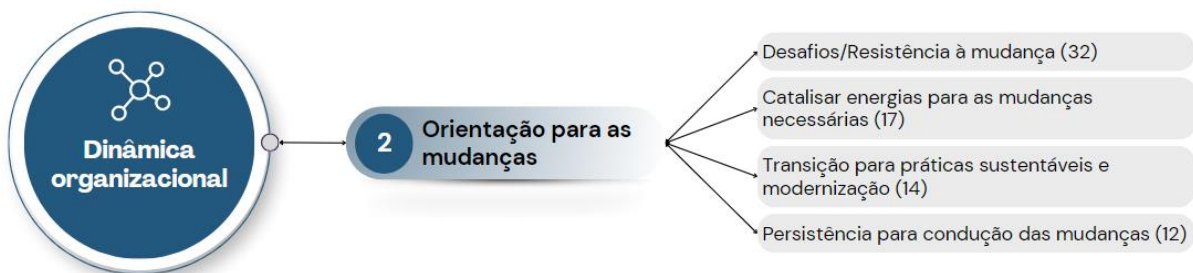 Dinâmica
organizacional
2
Orientação para as
mudanças
Desafios/Resistência à mudança (32)
Catalisar energias para as mudanças
necessárias (17)
Transição para práticas sustentáveis e
modernização (14)
Persistência para condução das mudanças (12)